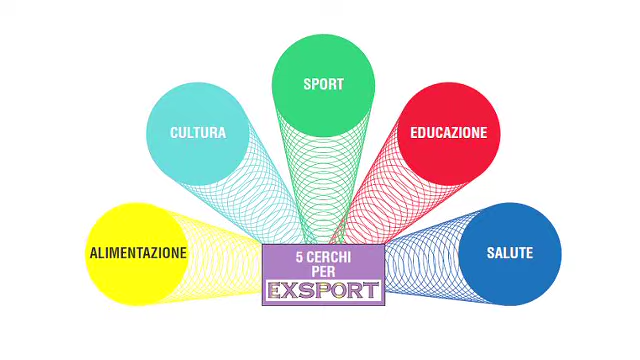 SPORT
CULTURA
EDUCAZIONE
ALIMENTAZIONE
SALUTE
5 CERCHI
PER
EXSPORT